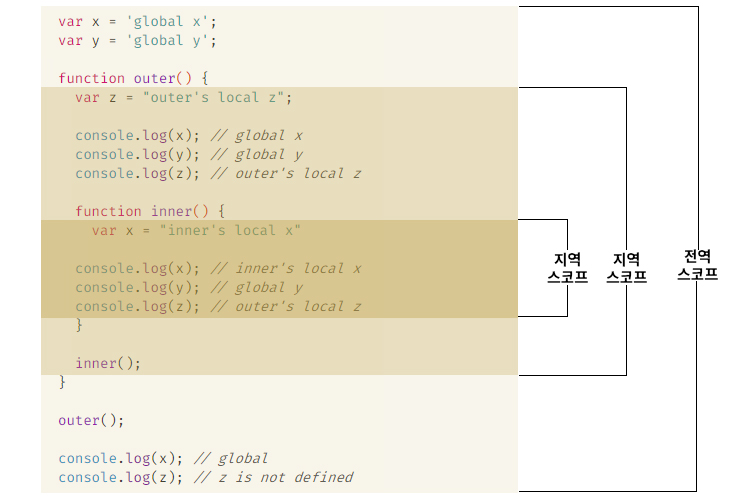 var x = 'global x';
var y = 'global y';
function outer() {
var z = "outer's local z";
console.log(x); // global x
console.log(y); // global y
console.log(z); // outer's local z
function inner() {
var x = "inner's local x"
console.log(x); // inner's local x
console.log(y); // global y
console.log(z); // outer's local z
}
inner();
}
outer();
console.log(x); // global
console.log(z); // z is not defined
지역
스코프
지역
스코프
전역
스코프